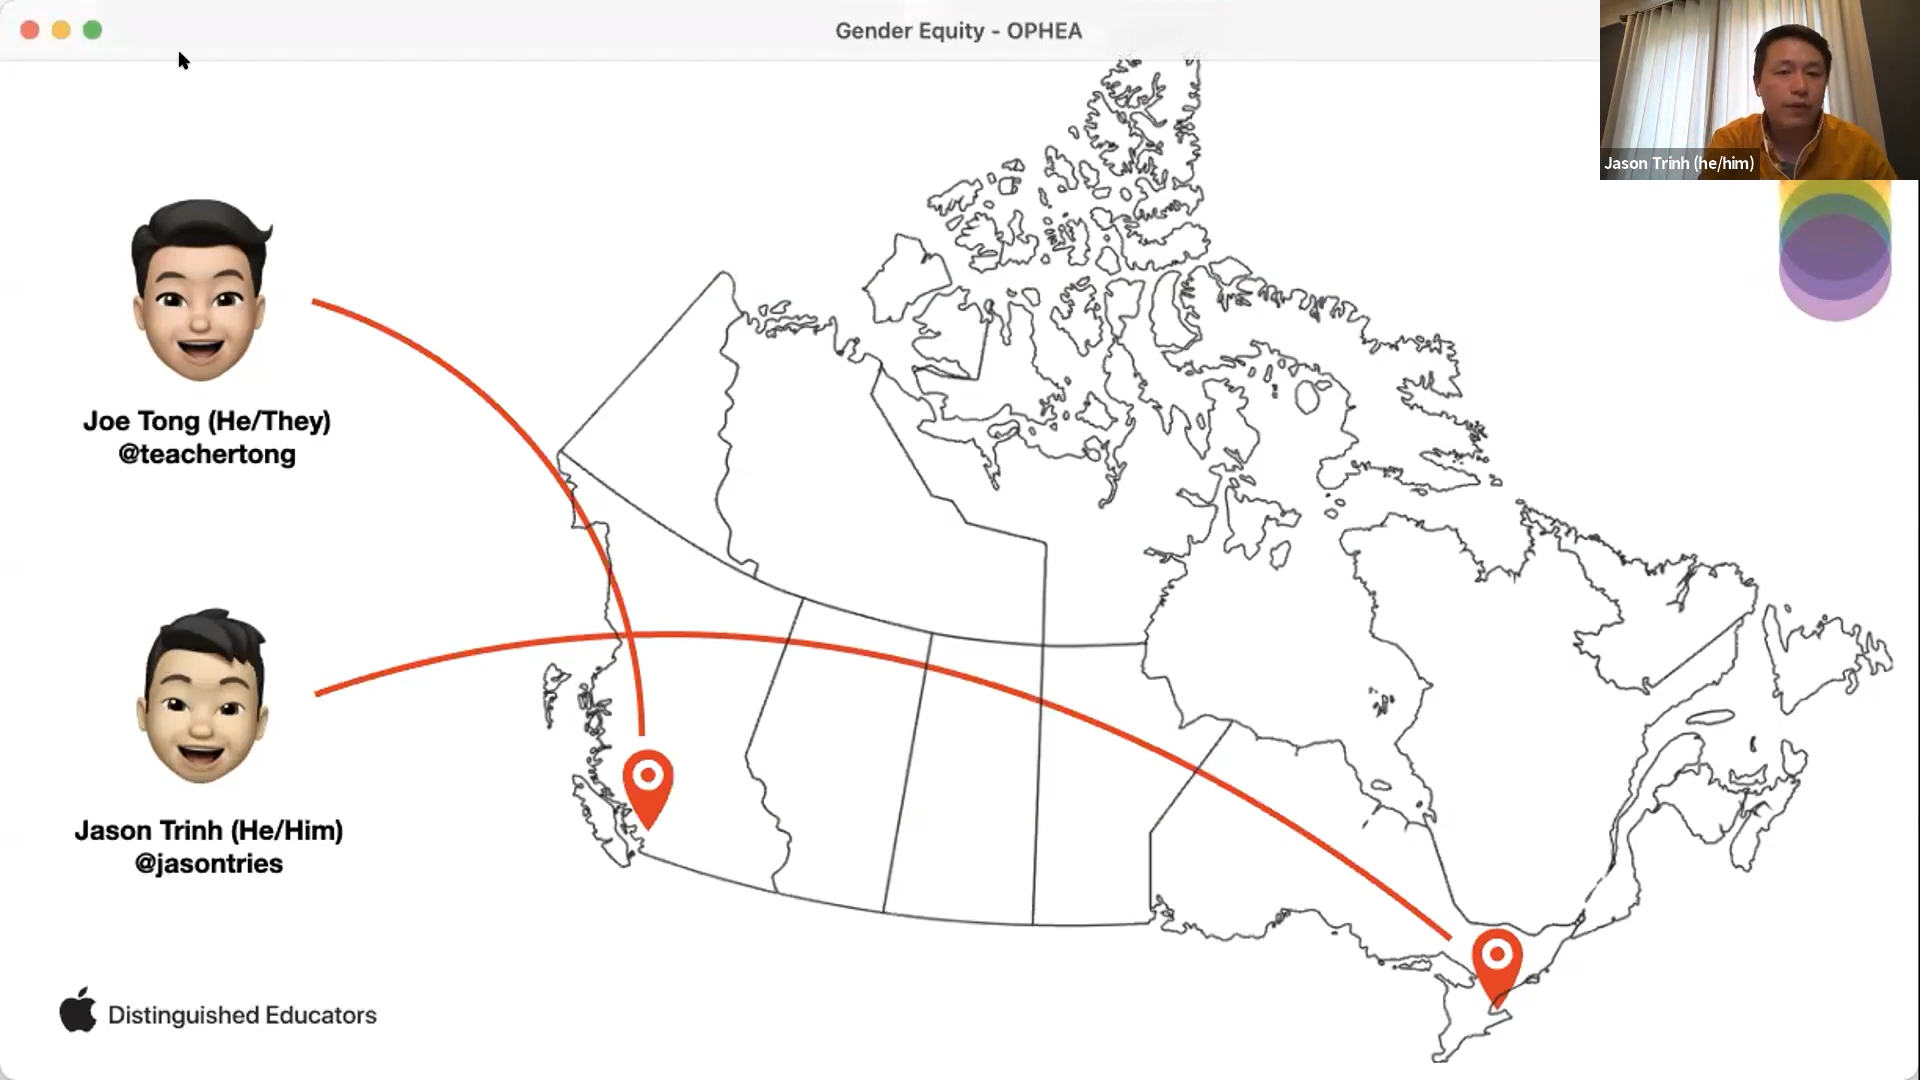 Gender Equity - OPHEA
Jason Trinh (he/him)
Joe Tong (He/They)
@teachertong
Jason Trinh (He/Him)
@jasontries
Distinguished Educators